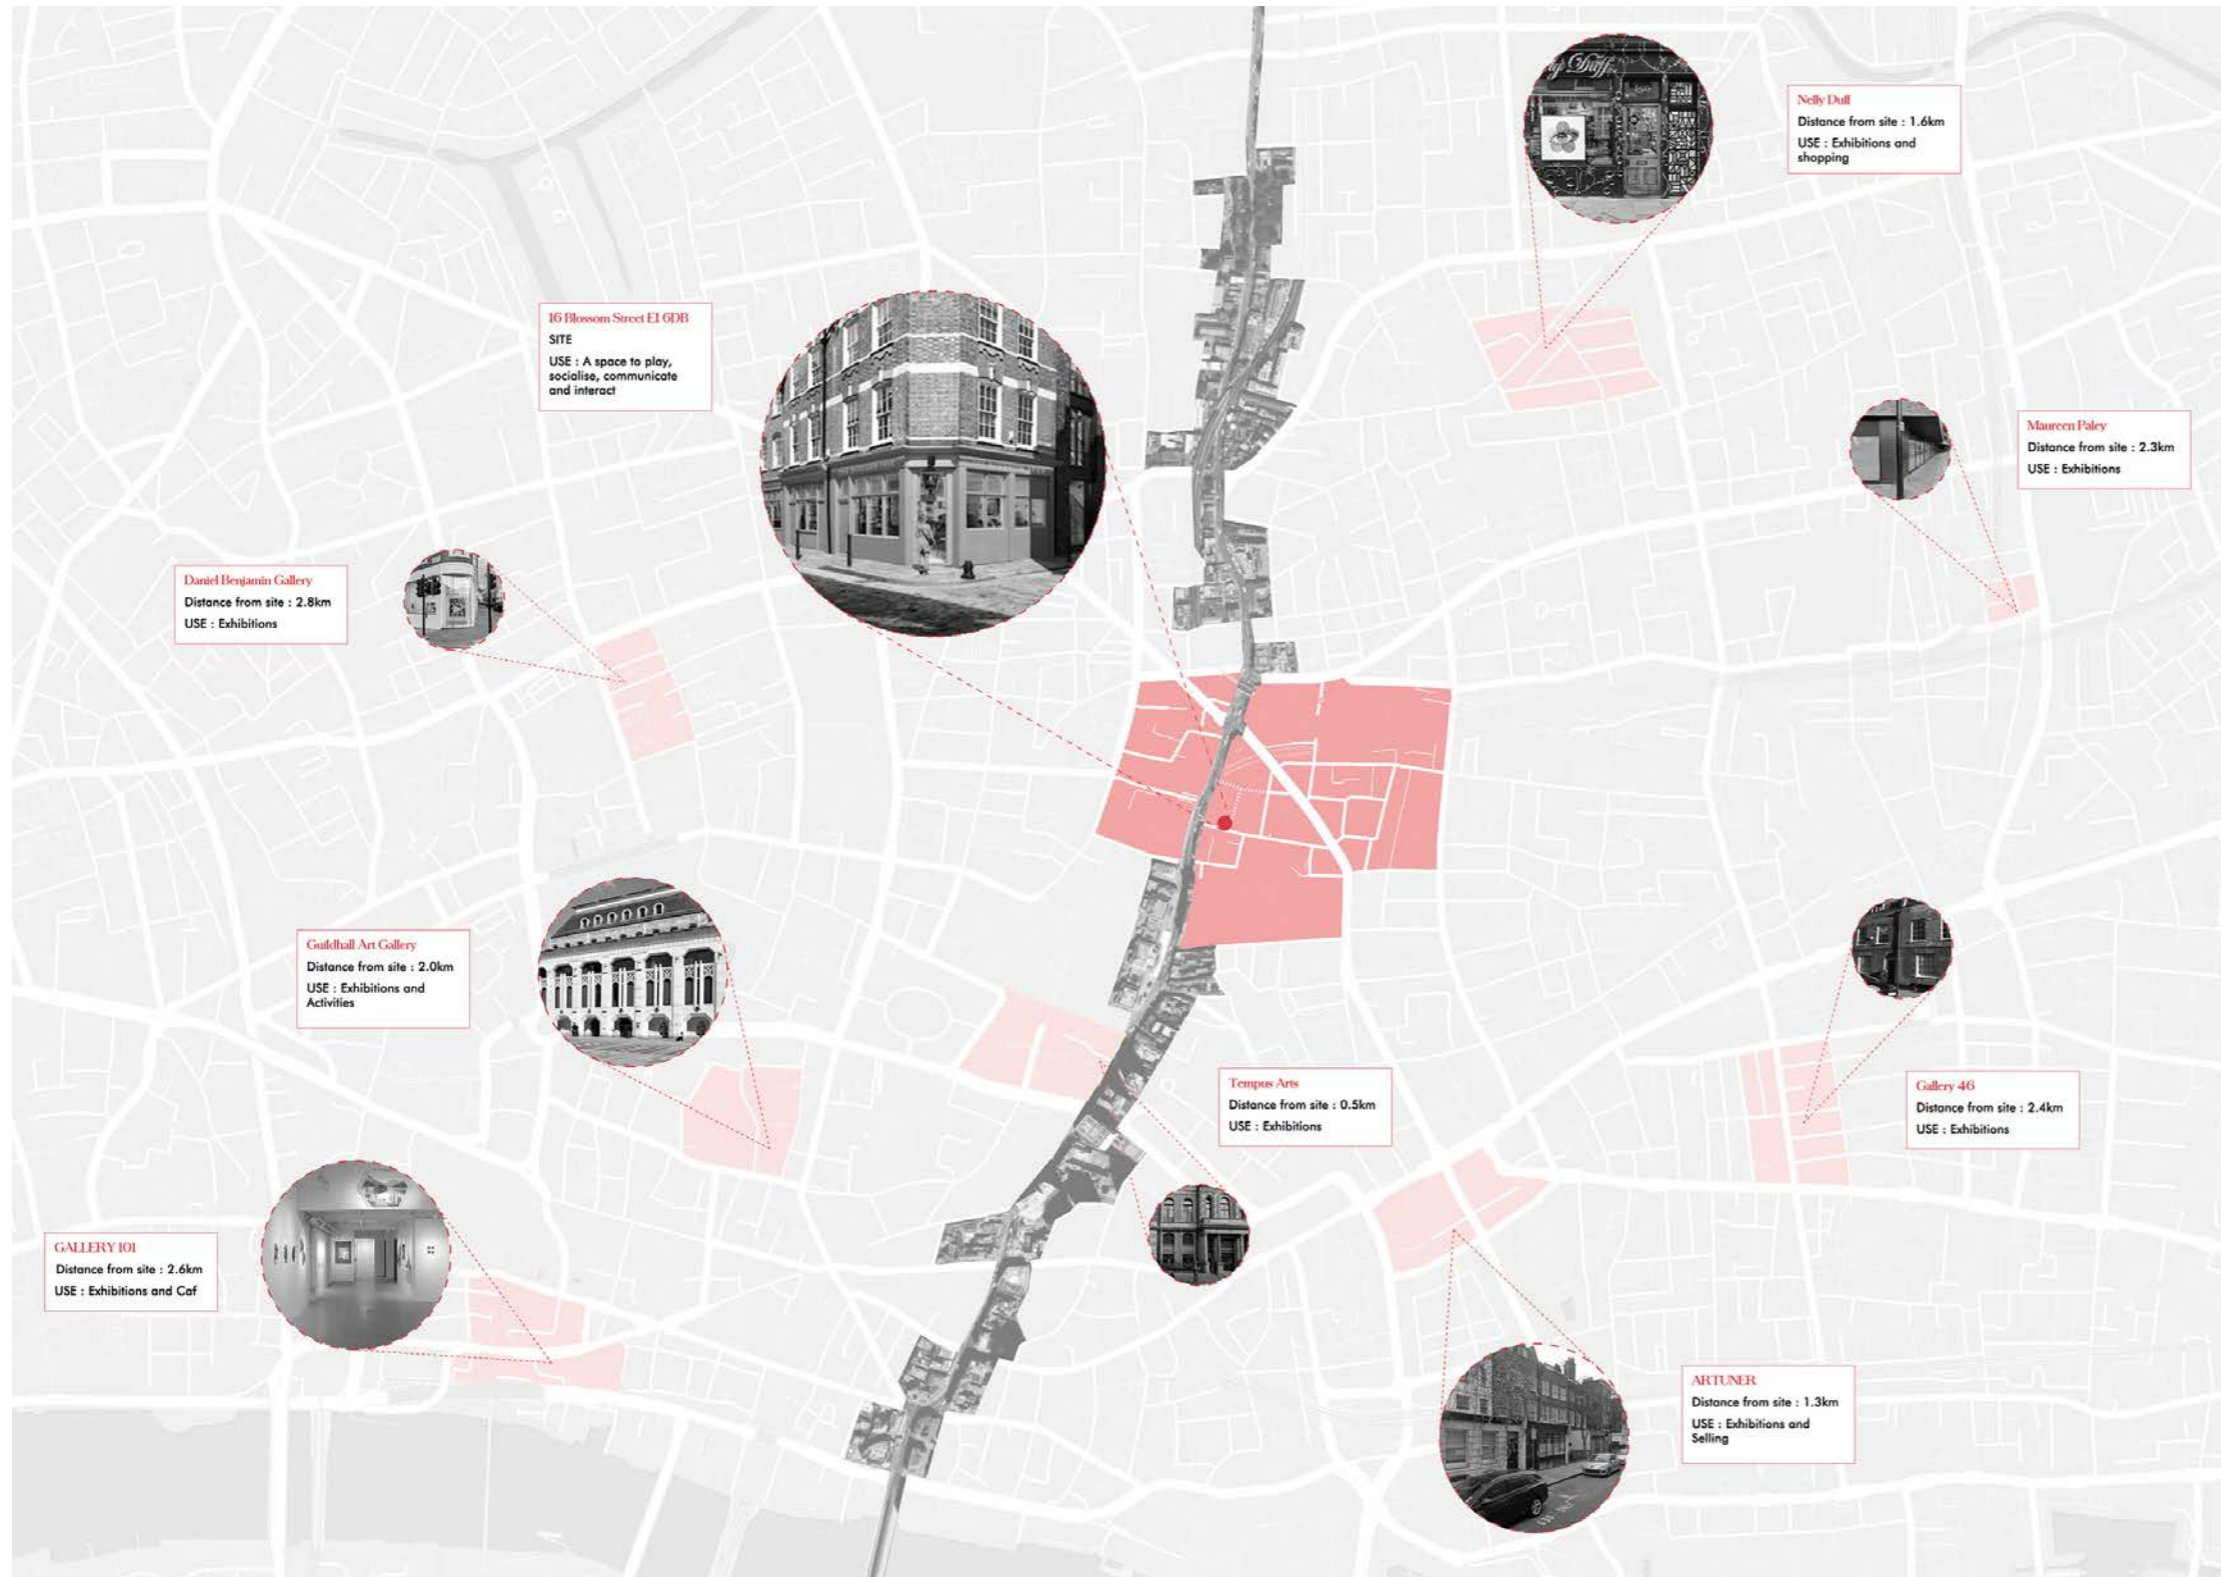 Duff
Nelly Duff
Distance from site : 1.6km
USE : Exhibitions and
shopping
16 Blossom Street E1 6DB
SITE
USE : A space to play,
socialise, communicate
and interact
Maureen Paley
Distance from site : 2.3km
USE : Exhibitions
Daniel Benjamin Gallery
Distance from site : 2.8km
USE : Exhibitions
Guildhall Art Gallery
Distance from site : 2.0km
USE : Exhibitions and
Activities
Tempus Arts
Distance from site : 0.5km
USE : Exhibitions
Gallery 46
Distance from site : 2.4km
USE : Exhibitions
GALLERY 101
Distance from site : 2.6km
USE : Exhibitions and Caf
ARTUNER
Distance from site : 1.3km
USE : Exhibitions and
Selling